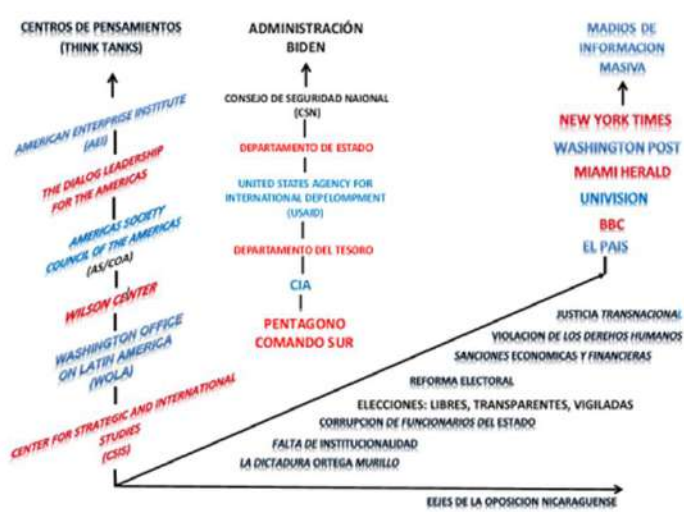 CENTROS DE PENSAMIENTOS
(THINK TANKS)
AMERICAN ENTERPRISE INSTITUTE
(AEI)
THE DIALOG LEADERSHIP
FOR THE AMERICAS
AMERICAS SOCIETY
COUNCIL OF THE AMERICAS
(AS/COA)
WILSON CENTER
WASHINGTON OFFICE
ON LATIN AMERICA
(WOLA)
CENTER FOR STRATEGIC AND INTERNATIONAL
STUDIES
(CSIS)
ADMINISTRACIÓN
BIDEN
CONSEJO DE SEGURIDAD NAIONAL
(CSN)
DEPARTAMENTO DE ESTADO
UNITED STATES AGENCY FOR
INTERNATIONAL DEPELOMPMENT
(USAID)
DEPARTAMENTO DEL TESORO
CIA
PENTAGONO
COMANDO SUR
MADIOS DE
INFORMACION
MASIVA
NEW YORK TIMES
WASHINGTON POST
MIAMI HERALD
UNIVISION
BBC
EL PAIS
JUSTICIA TRANSNACIONAL
VIOLACION DE LOS DEREHOS HUMANOS
SANCIONES ECONOMICAS Y FINANCIERAS
REFORMA ELECTORAL
ELECCIONES: LIBRES, TRANSPARENTES, VIGILADAS
CORRUPCION DE FUNCIONARIOS DEL ESTADO
FALTA DE INSTITUCIONALIDAD
LA DICTADURA ORTEGA MURILLO
EEJES DE LA OPOSICION NICARAGUENSE